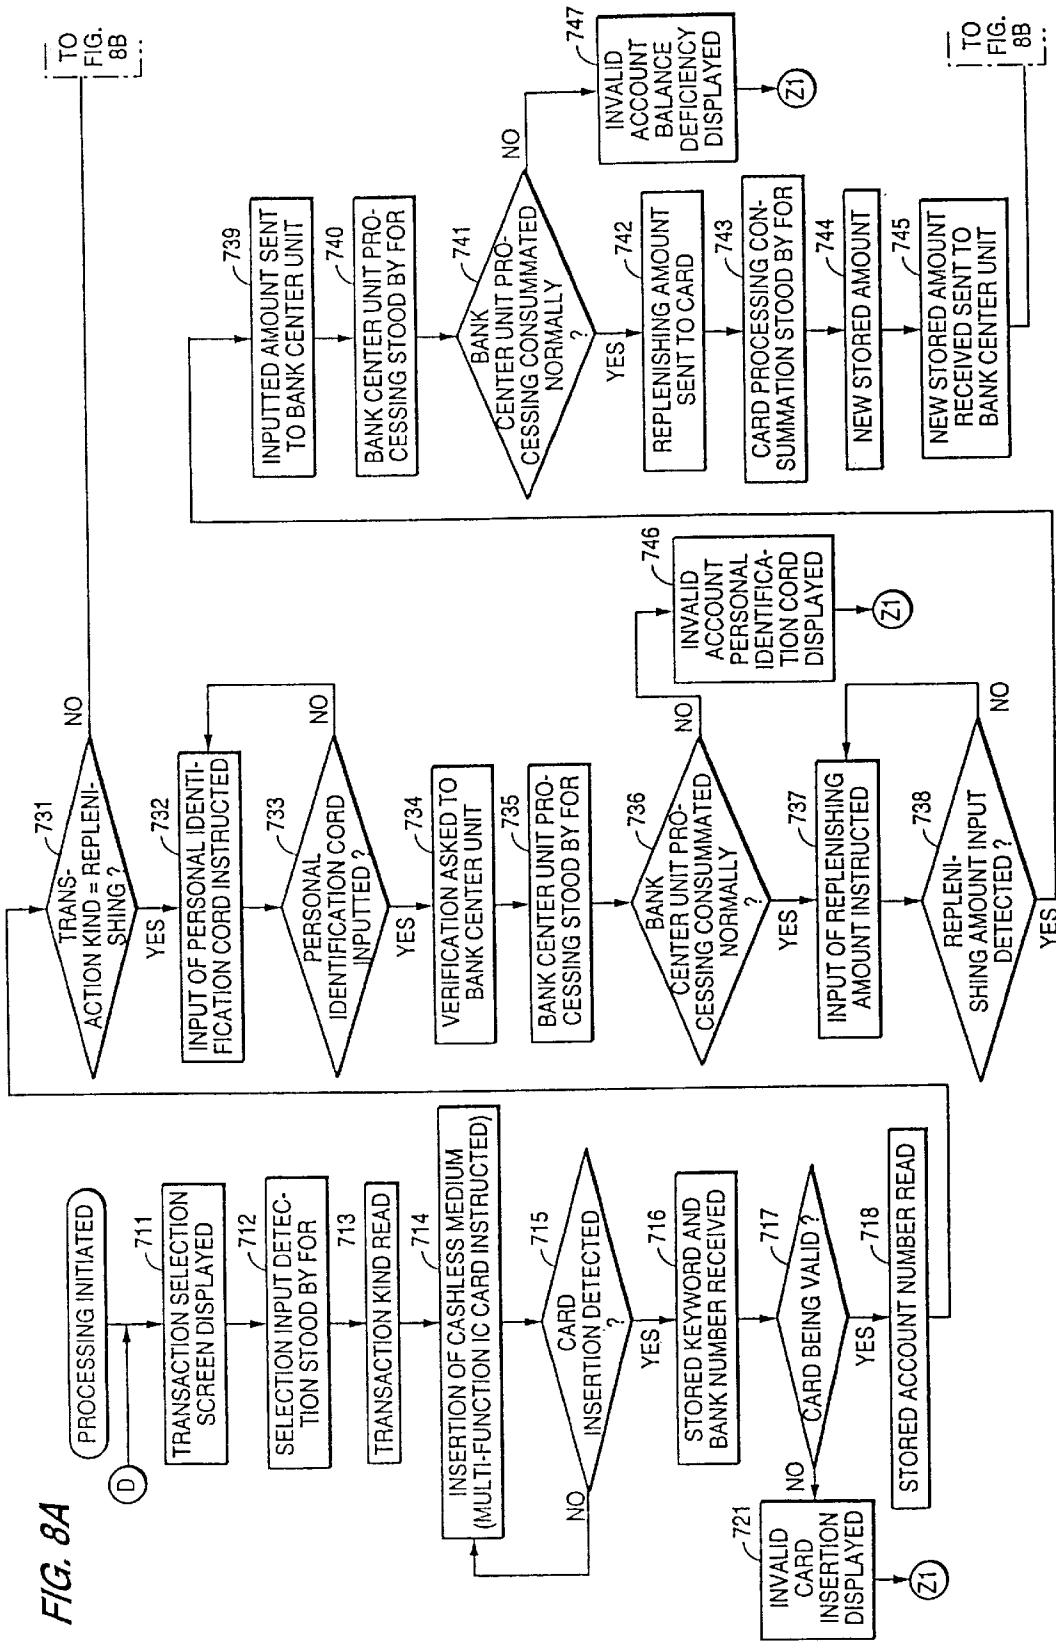 FIG. 8A
PROCESSING INITIATED
D
711
TRANSACTION SELECTION
SCREEN DISPLAYED
712
SELECTION INPUT DETEC-
TION STOOD BY FOR
713
TRANSACTION KIND READ
714
INSERTION OF CASHLESS MEDIUM
(MULTI-FUNCTION IC CARD INSTRUCTED)
715
CARD
INSERTION DETECTED
?
NO
YES
716
STORED KEYWORD AND
BANK NUMBER RECEIVED
717
CARD BEING VALID ?
NO
YES
721
INVALID
CARD
INSERTION
DISPLAYED
Z1
718
STORED ACCOUNT NUMBER READ
731
TRANS-
ACTION KIND = REPLENI-
SHING ?
NO
TO
FIG.
8B
YES
732
INPUT OF PERSONAL IDENTI-
FICATION CORD INSTRUCTED
733
PERSONAL
IDENTIFICATION CORD
INPUTTED ?
NO
YES
734
VERIFICATION ASKED TO
BANK CENTER UNIT
735
BANK CENTER UNIT PRO-
CESSING STOOD BY FOR
736
BANK
CENTER UNIT PRO-
CESSING CONSUMMATED
NORMALLY
?
NO
YES
746
INVALID
ACCOUNT
PERSONAL
IDENTIFICA-
TION CORD
DISPLAYED
Z1
737
INPUT OF REPLENISHING
AMOUNT INSTRUCTED
738
REPLENI-
SHING AMOUNT INPUT
DETECTED ?
NO
YES
739
INPUTTED AMOUNT SENT
TO BANK CENTER UNIT
740
BANK CENTER UNIT PRO-
CESSING STOOD BY FOR
741
BANK
CENTER UNIT PRO-
CESSING CONSUMMATED
NORMALLY
?
NO
YES
747
INVALID
ACCOUNT
BALANCE
DEFICIENCY
DISPLAYED
Z1
742
REPLENISHING AMOUNT
SENT TO CARD
743
CARD PROCESSING CON-
SUMMATION STOOD BY FOR
744
NEW STORED AMOUNT
745
NEW STORED AMOUNT
RECEIVED SENT TO
BANK CENTER UNIT
TO
FIG.
8B